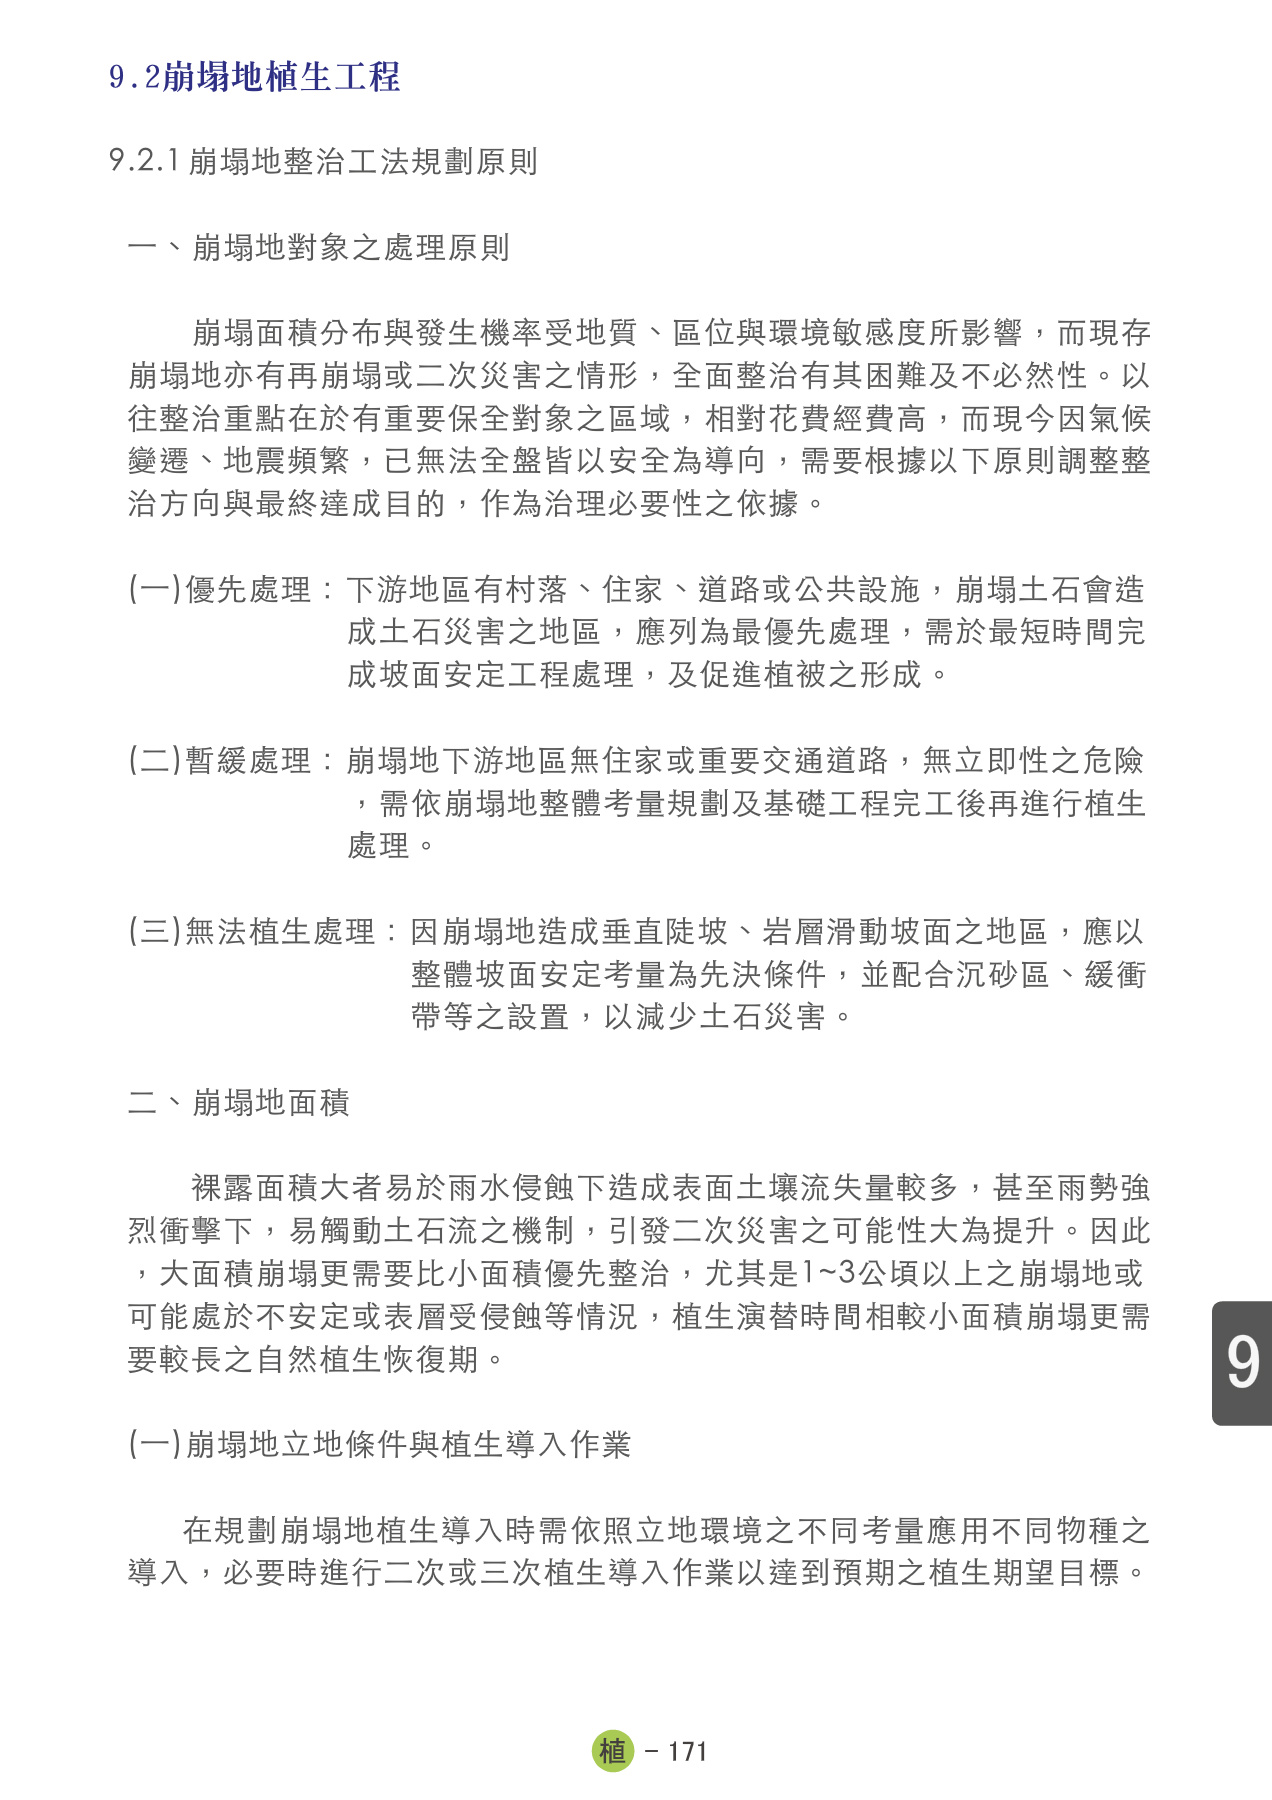 9.2崩塌地植生工程
9.2.1崩塌地整治工法規劃原則
一、崩塌地對象之處理原則
崩塌面積分布與發生機率受地質、區位與環境敏感度所影響，而現存
崩塌地亦有再崩塌或二次災害之情形，全面整治有其困難及不必然性。以
往整治重點在於有重要保全對象之區域，相對花費經費高，而現今因氣候
變遷、地震頻繁，已無法全盤皆以安全為導向，需要根據以下原則調整整
治方向與最終達成目的，作為治理必要性之依據。
(一)優先處理：下游地區有村落、住家、道路或公共設施，崩塌土石會造
成土石災害之地區，應列為最優先處理，需於最短時間完
成坡面安定工程處理，及促進植被之形成。
(二)暫緩處理：崩塌地下游地區無住家或重要交通道路，無立即性之危險
，需依崩塌地整體考量規劃及基礎工程完工後再進行植生
處理。
(三)無法植生處理：因崩塌地造成垂直陡坡、岩層滑動坡面之地區，應以
整體坡面安定考量為先決條件，並配合沉砂區、緩衝
帶等之設置，以減少土石災害。
二、崩塌地面積
裸露面積大者易於雨水侵蝕下造成表面土壤流失量較多，甚至雨勢強
烈衝擊下，易觸動土石流之機制，引發二次災害之可能性大為提升。因此
，大面積崩塌更需要比小面積優先整治，尤其是1~3公頃以上之崩塌地或
可能處於不安定或表層受侵蝕等情況，植生演替時間相較小面積崩塌更需
要較長之自然植生恢復期。
(一)崩塌地立地條件與植生導入作業
在規劃崩塌地植生導入時需依照立地環境之不同考量應用不同物種之
導入，必要時進行二次或三次植生導入作業以達到預期之植生期望目標。
9
植 – 171